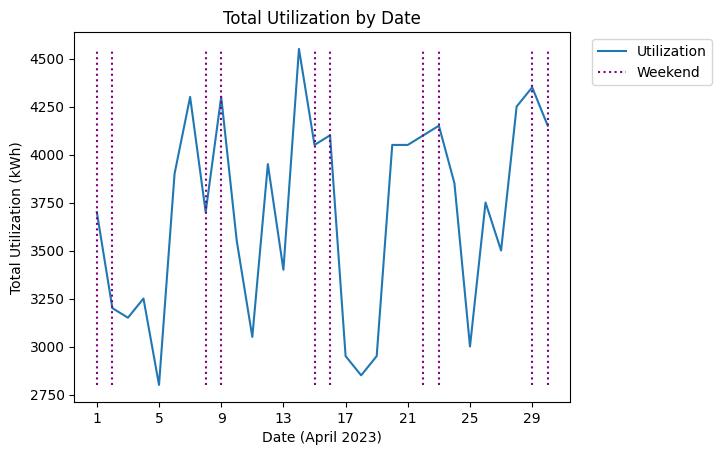 Total Utilization by Date
Utilization
Weekend
Total Utilization (kWh)
4500
4250
4000
3750
3500
3250
3000
2750
1 5 9 13 17 21 25 29
Date (April 2023)